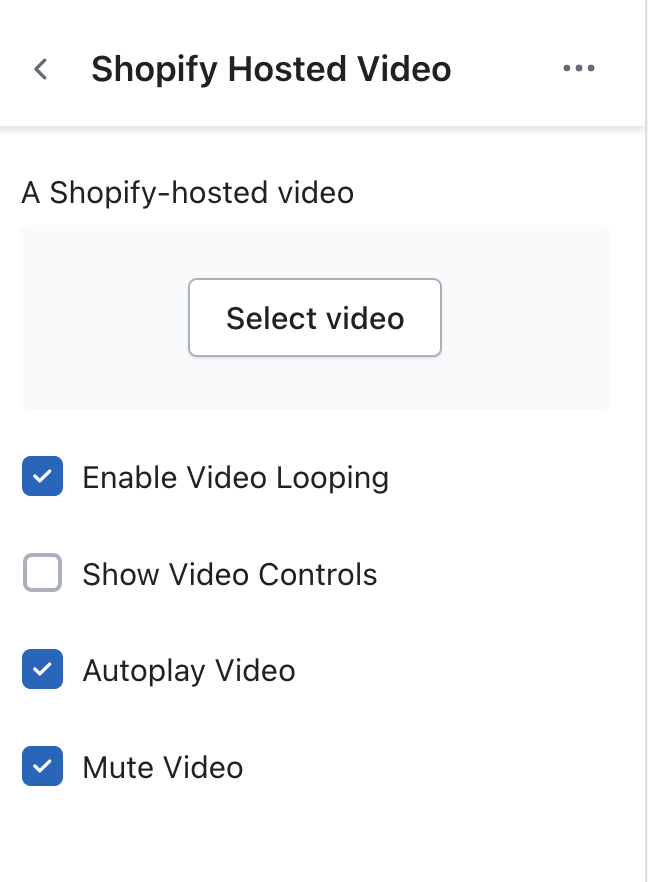 Shopify Hosted Video
A Shopify-hosted video
Select video
Enable Video Looping
Show Video Controls
Autoplay Video
Mute Video